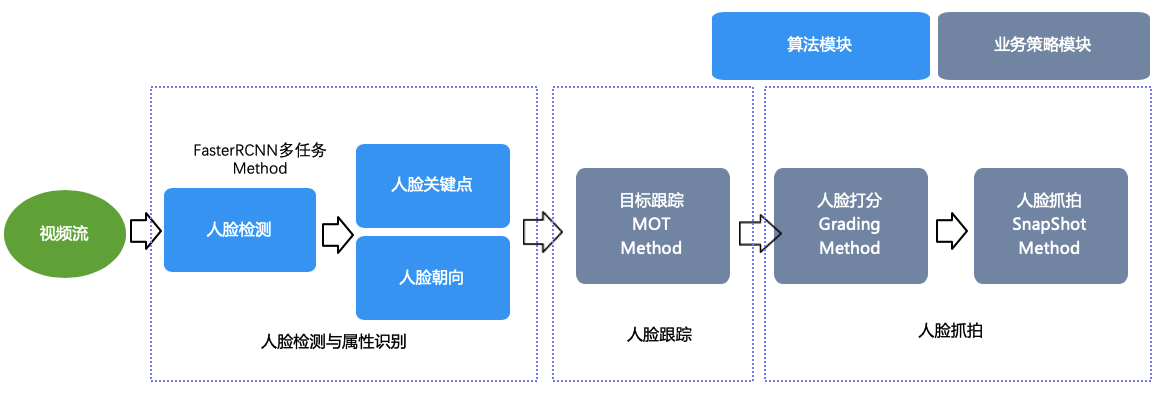 算法模块
业务策略模块
FasterRCNN多任务
Method
视频流
人脸检测
人脸关键点
人脸朝向
人脸检测与属性识别
目标跟踪
MOT
Method
人脸跟踪
人脸打分
Grading
Method
人脸抓拍
SnapShot
Method
人脸抓拍